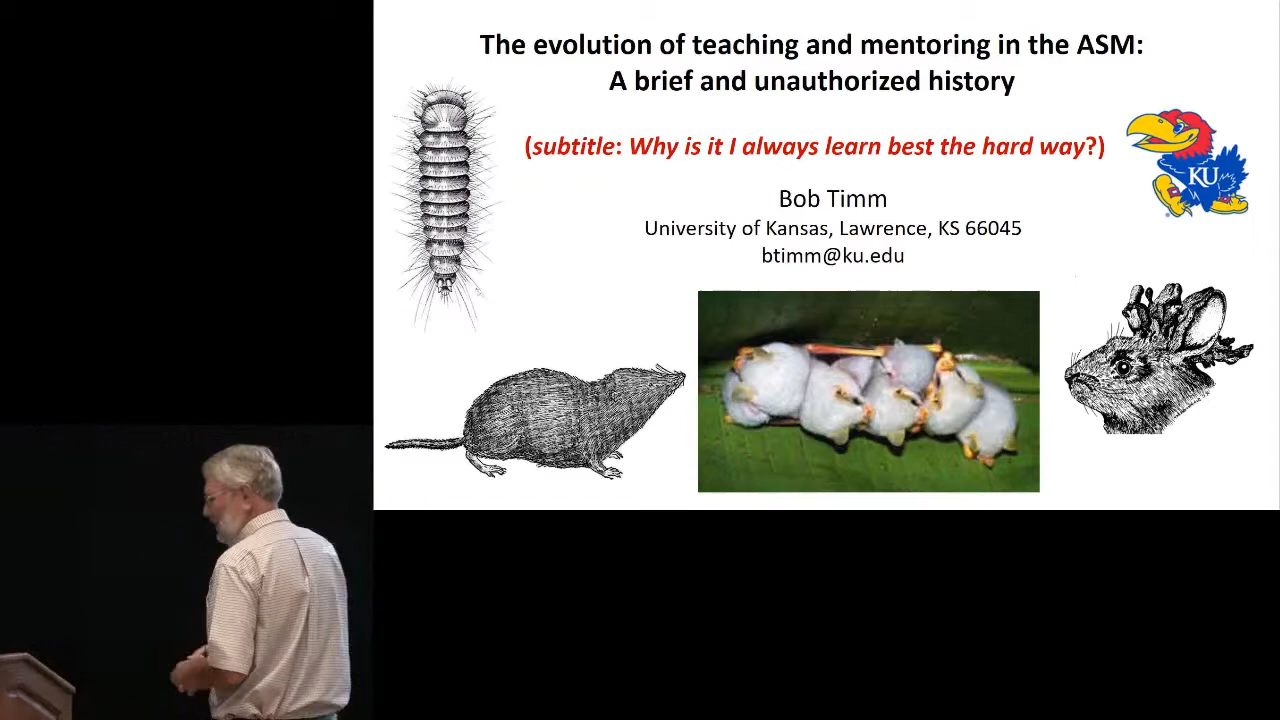 The evolution of teaching and mentoring in the ASM:
A brief and unauthorized history
(subtitle: Why is it I always learn best the hard way?)
KU
Bob Timm
University of Kansas, Lawrence, KS 66045
btimm@ku.edu